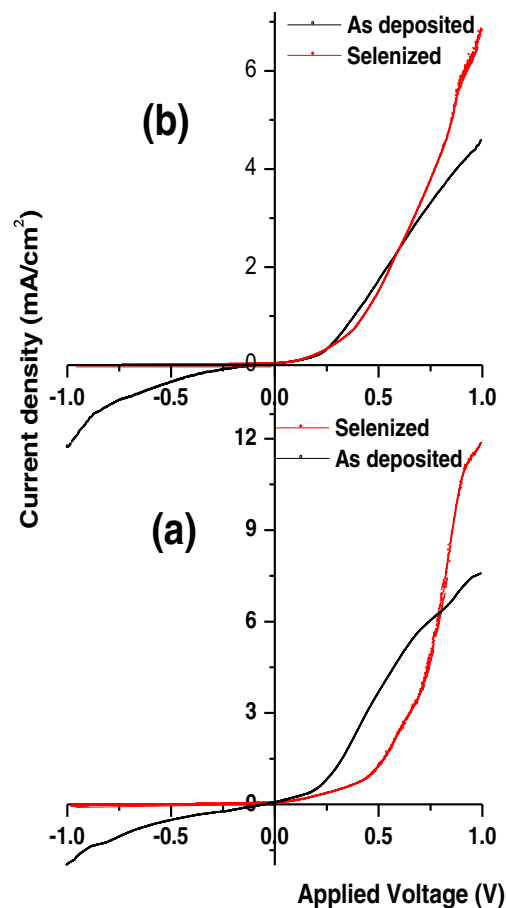 As deposited
Selenized
6
(b)
4
2
0
-1.0 -0.5 0.0 0.5 1.0
Current density (mA/cm²)
Selenized
As deposited
12
9
(a)
6
3
0
-1.0 -0.5 0.0 0.5 1.0
Applied Voltage (V)